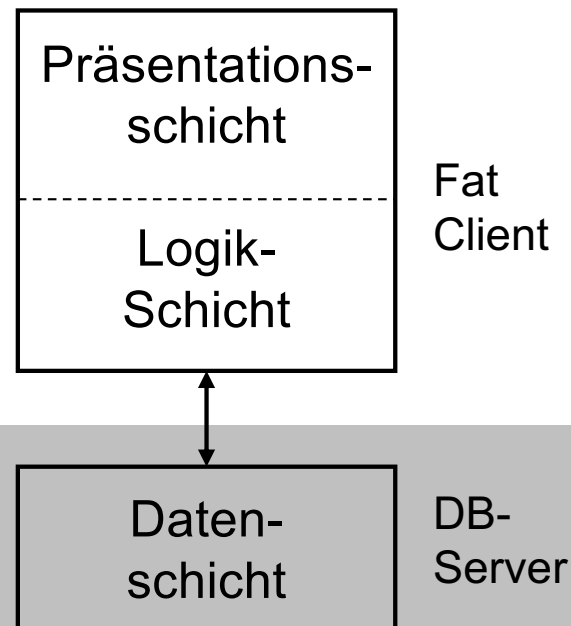 Präsentations-
schicht
Fat
Client
Logik-
Schicht
Daten-
schicht
DB-
Server